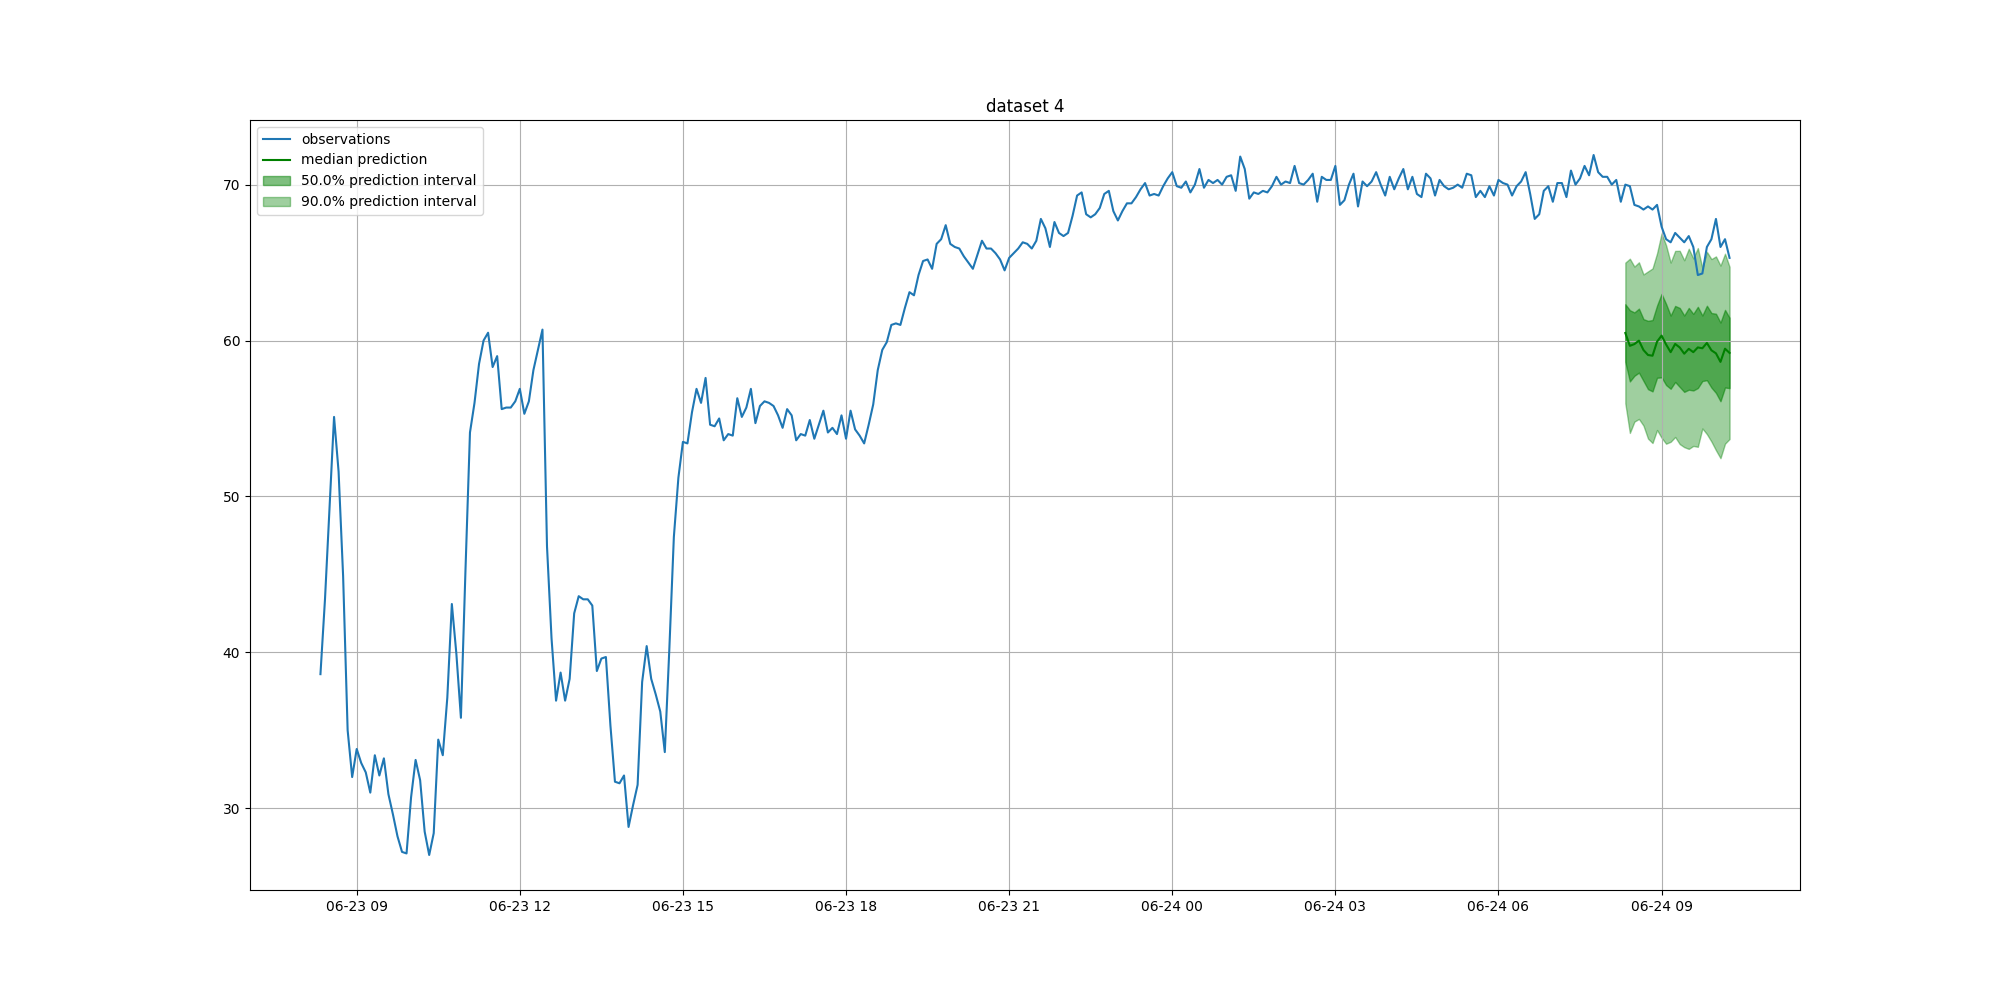 dataset 4
observations
median prediction
50.0% prediction interval
90.0% prediction interval
70
60
50
40
30
06-23 09
06-23 12
06-23 15
06-23 18
06-23 21
06-24 00
06-24 03
06-24 06
06-24 09